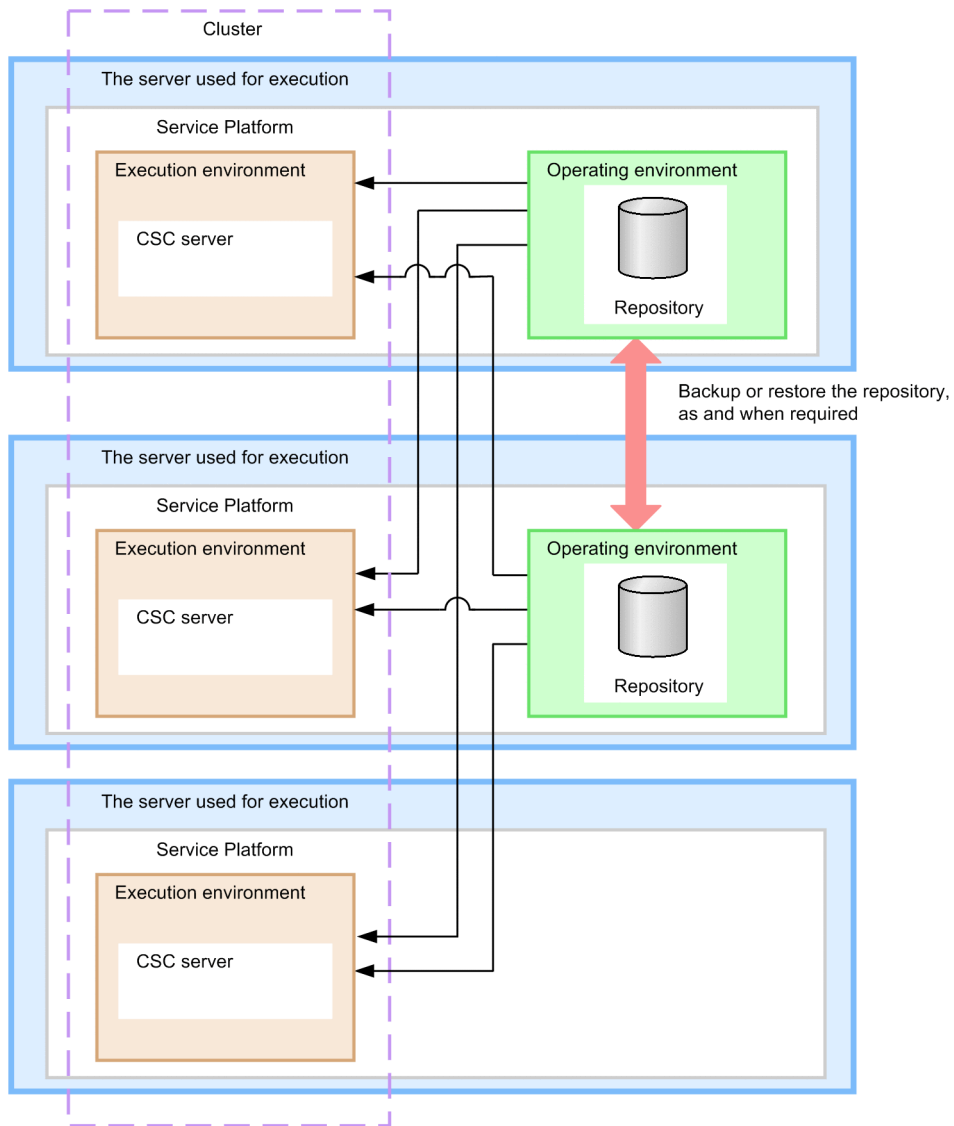 Cluster
The server used for execution
Service Platform
Execution environment
Operating environment
CSC server
Repository
Backup or restore the repository,
as and when required
The server used for execution
Service Platform
Execution environment
Operating environment
CSC server
Repository
The server used for execution
Service Platform
Execution environment
CSC server